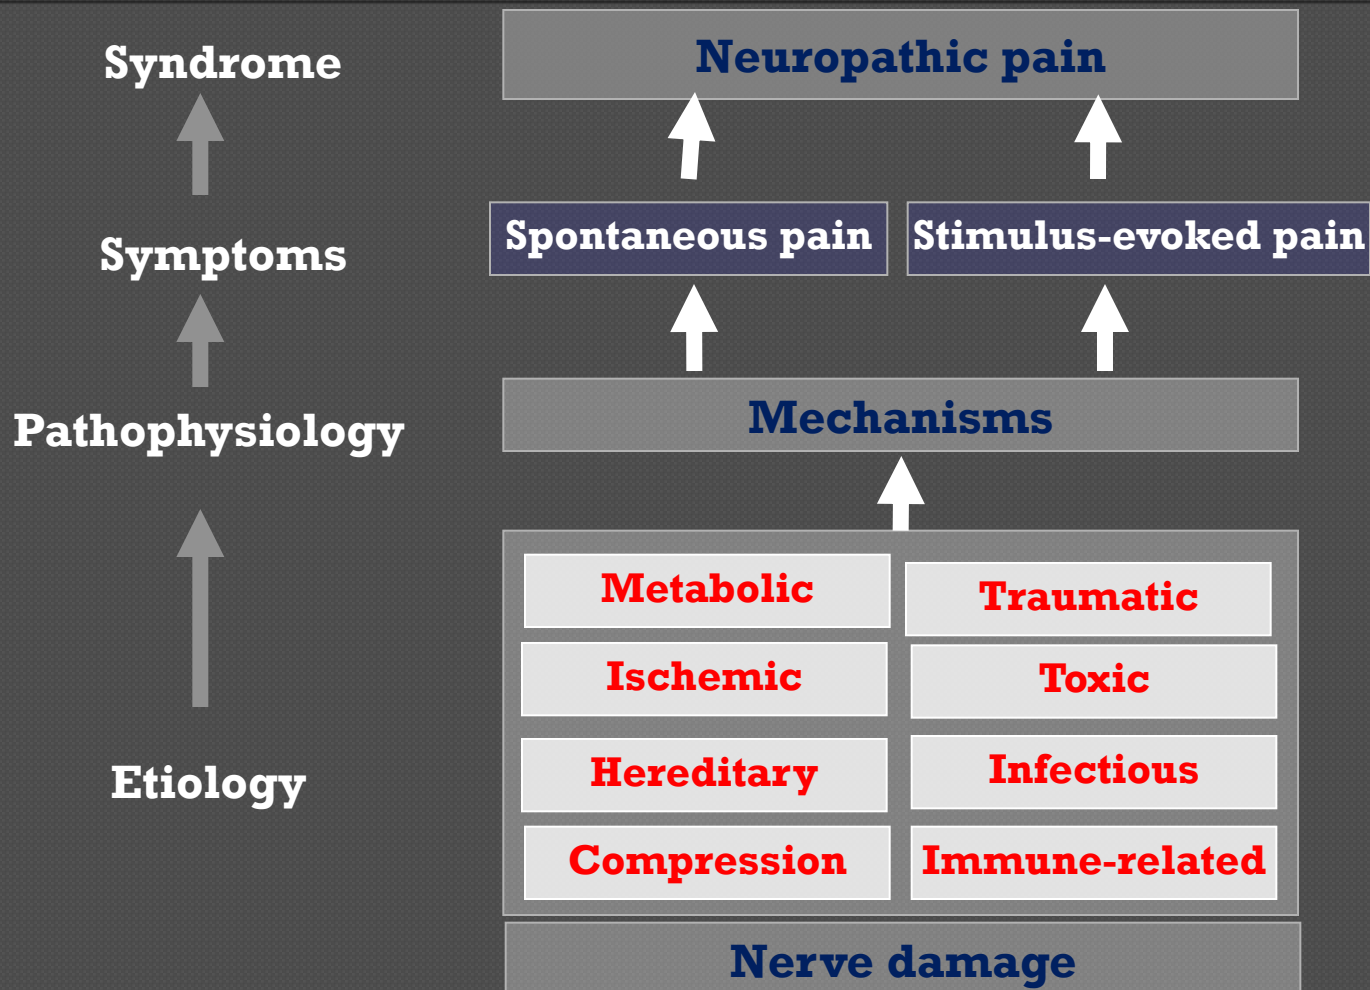 Syndrome
Neuropathic pain
Symptoms
Spontaneous pain
Stimulus-evoked pain
Pathophysiology
Mechanisms
Etiology
Metabolic
Traumatic
Ischemic
Toxic
Hereditary
Infectious
Compression
Immune-related
Nerve damage